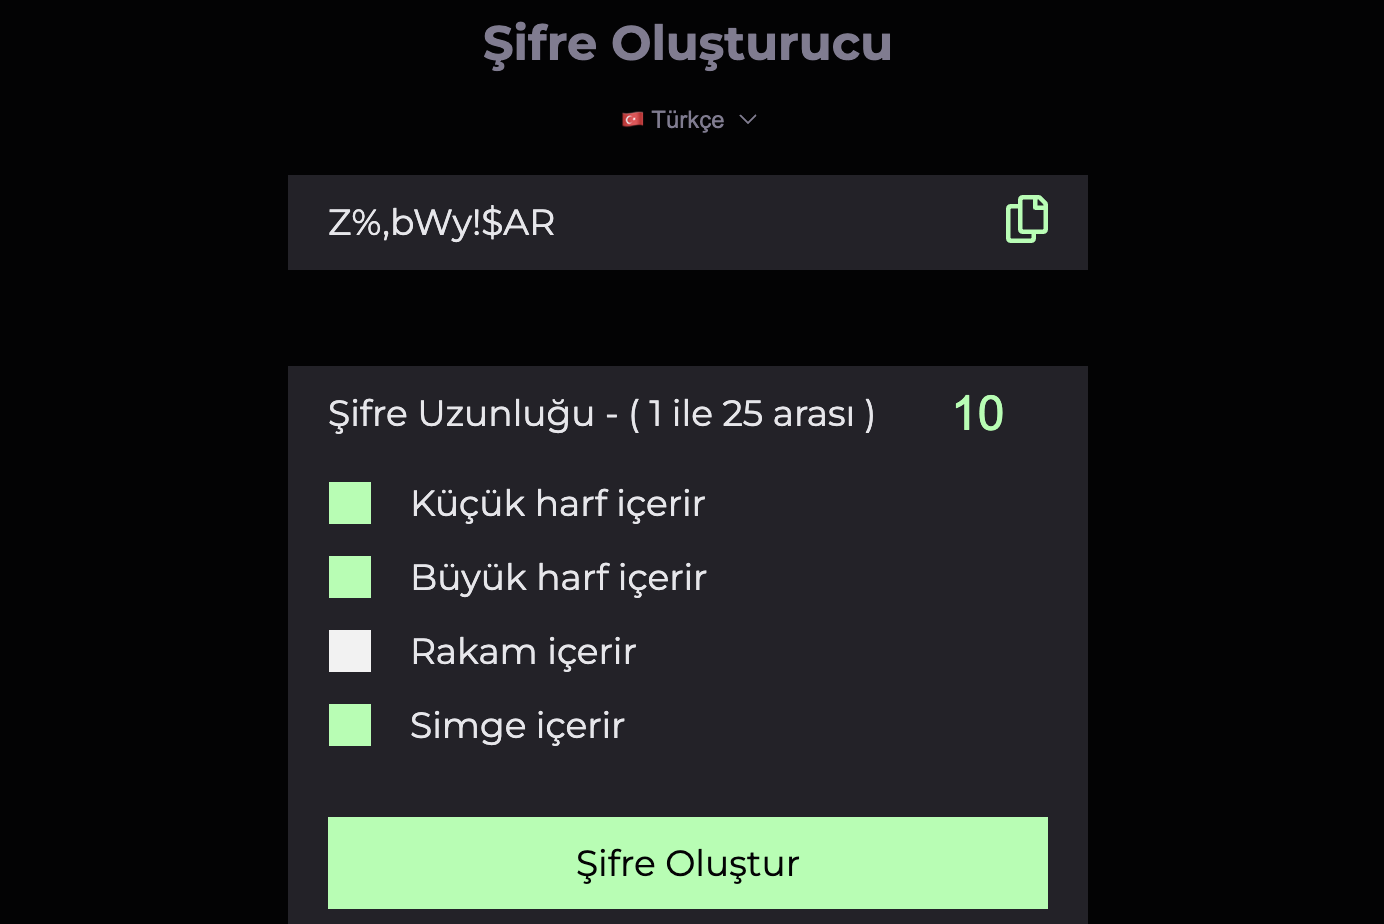 Şifre Oluşturucu
Türkçe
Z%,bWy!$AR
Şifre Uzunluğu - ( 1 ile 25 arası ) 10
Küçük harf içerir
Büyük harf içerir
Rakam içerir
Simge içerir
Şifre Oluştur